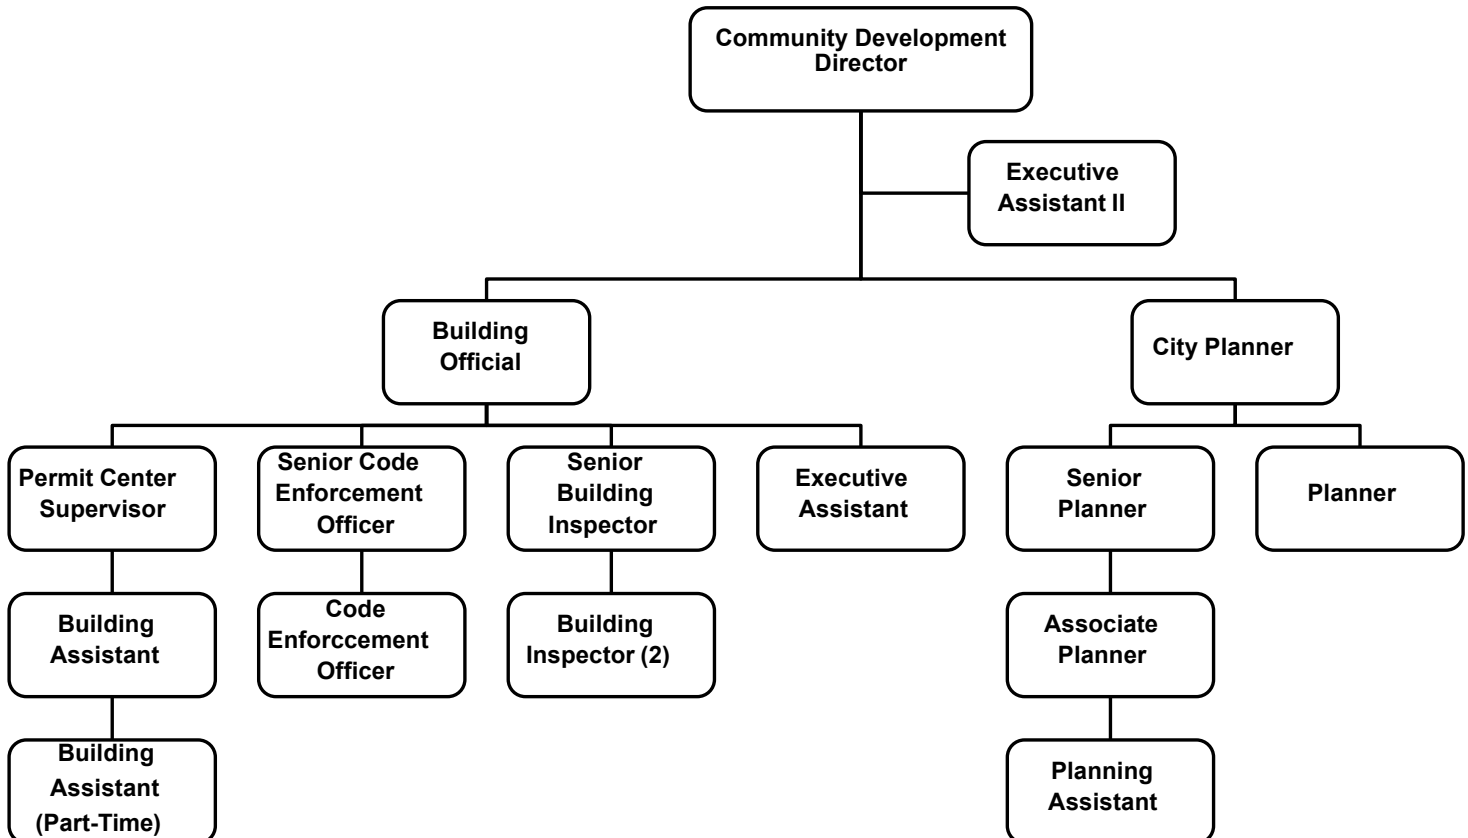 Community Development
Director
Executive
Assistant II
Building
Official
City Planner
Permit Center
Supervisor
Senior Code
Enforcement
Officer
Senior
Building
Inspector
Executive
Assistant
Senior
Planner
Planner
Building
Assistant
Code
Enforccement
Officer
Building
Inspector (2)
Associate
Planner
Building
Assistant
(Part-Time)
Planning
Assistant